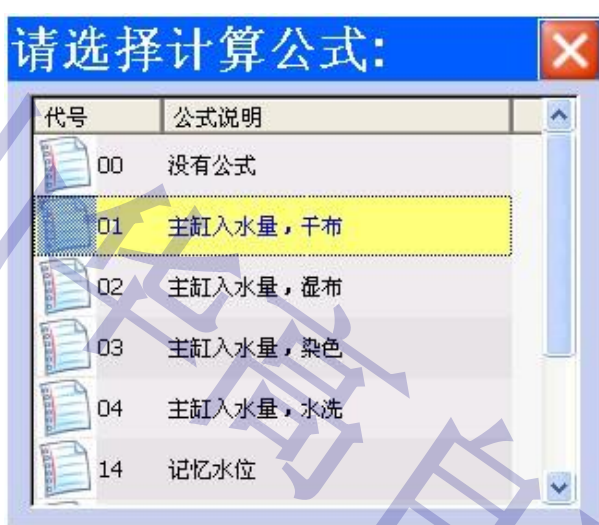 请选择计算公式:
代号 公式说明
00 没有公式
01 主缸入水量，干布
02 主缸入水量，湿布
03 主缸入水量，染色
04 主缸入水量，水洗
14 记忆水位